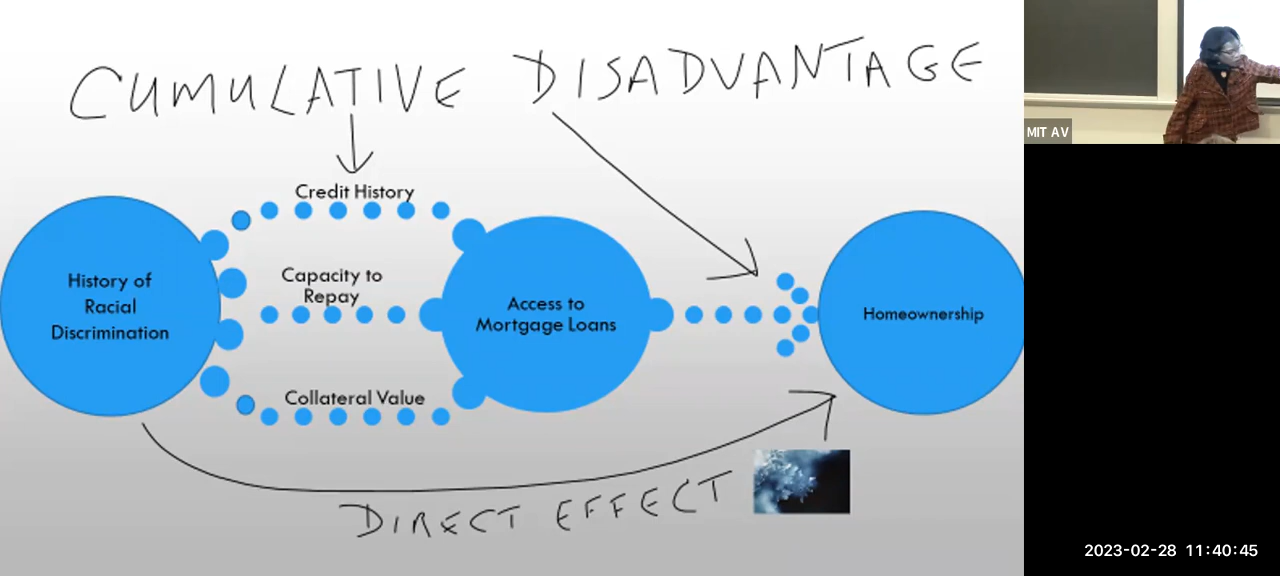 CUMULATIVE DISADVANTAGE
MIT AV
Credit History
History of
Racial
Discrimination
Capacity to
Repay
Access to
Mortgage Loans
Homeownership
Collateral Value
DIRECT EFFECT
2023-02-28 11:40:45